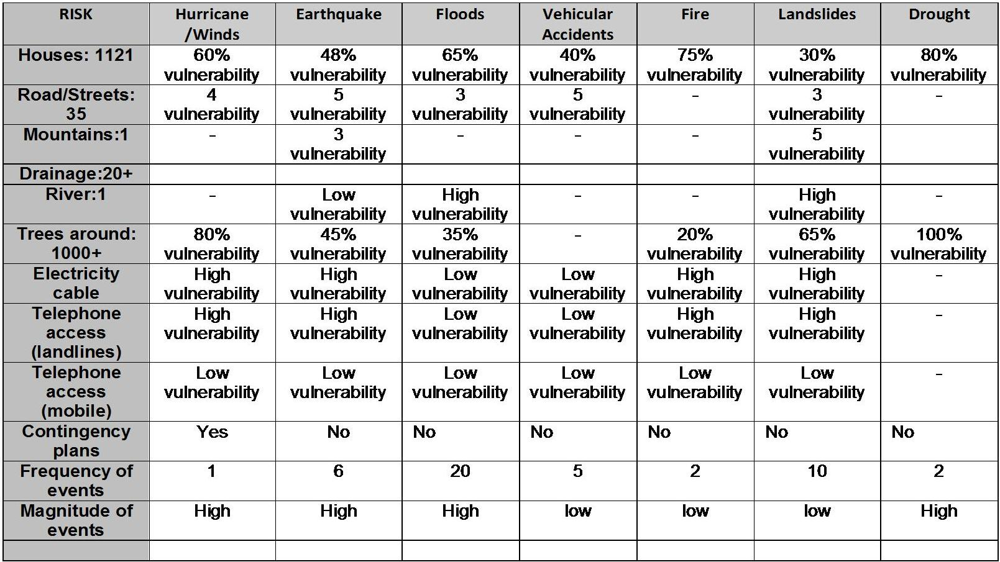 RISK Hurricane /Winds Earthquake Floods Vehicular Accidents Fire Landslides Drought
Houses: 1121 60% vulnerability 48% vulnerability 65% vulnerability 40% vulnerability 75% vulnerability 30% vulnerability 80% vulnerability
Road/Streets: 35 4 vulnerability 5 vulnerability 3 vulnerability 5 vulnerability - 3 vulnerability -
Mountains:1 - 3 vulnerability - - - 5 vulnerability
Drainage:20+
River:1 - Low vulnerability High vulnerability - - High vulnerability -
Trees around: 1000+ 80% vulnerability 45% vulnerability 35% vulnerability - 20% vulnerability 65% vulnerability 100% vulnerability
Electricity cable High vulnerability High vulnerability Low vulnerability Low vulnerability High vulnerability High vulnerability -
Telephone access (landlines) High vulnerability High vulnerability Low vulnerability Low vulnerability High vulnerability High vulnerability -
Telephone access (mobile) Low vulnerability Low vulnerability Low vulnerability Low vulnerability Low vulnerability Low vulnerability -
Contingency plans Yes No No No No No No
Frequency of events 1 6 20 5 2 10 2
Magnitude of events High High High low low low High